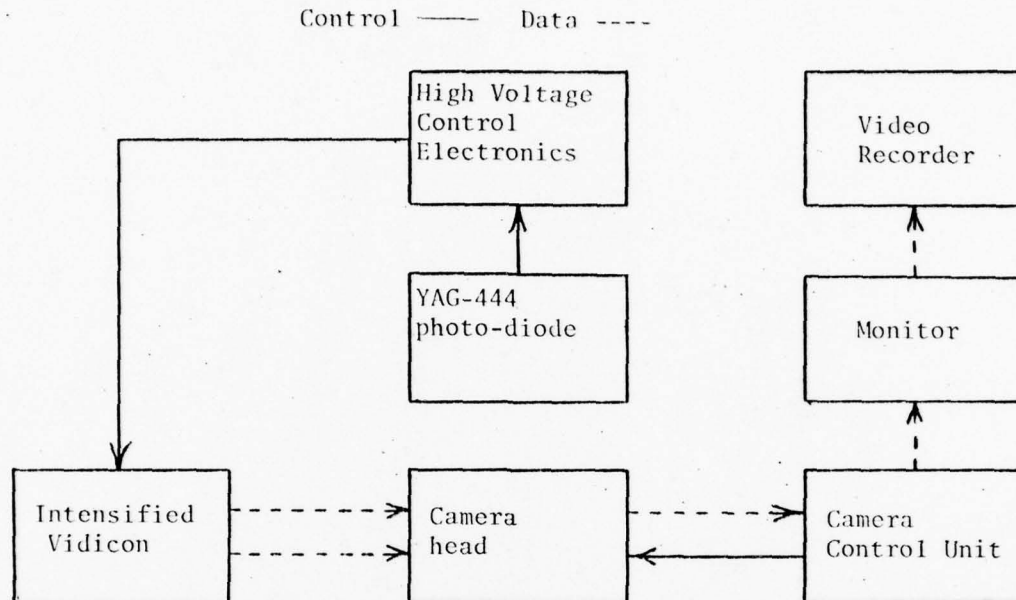 Control —— Data ----
High Voltage
Control
Electronics
Video
Recorder
YAG-444
photo-diode
Monitor
Intensified
Vidicon
Camera
head
Camera
Control Unit